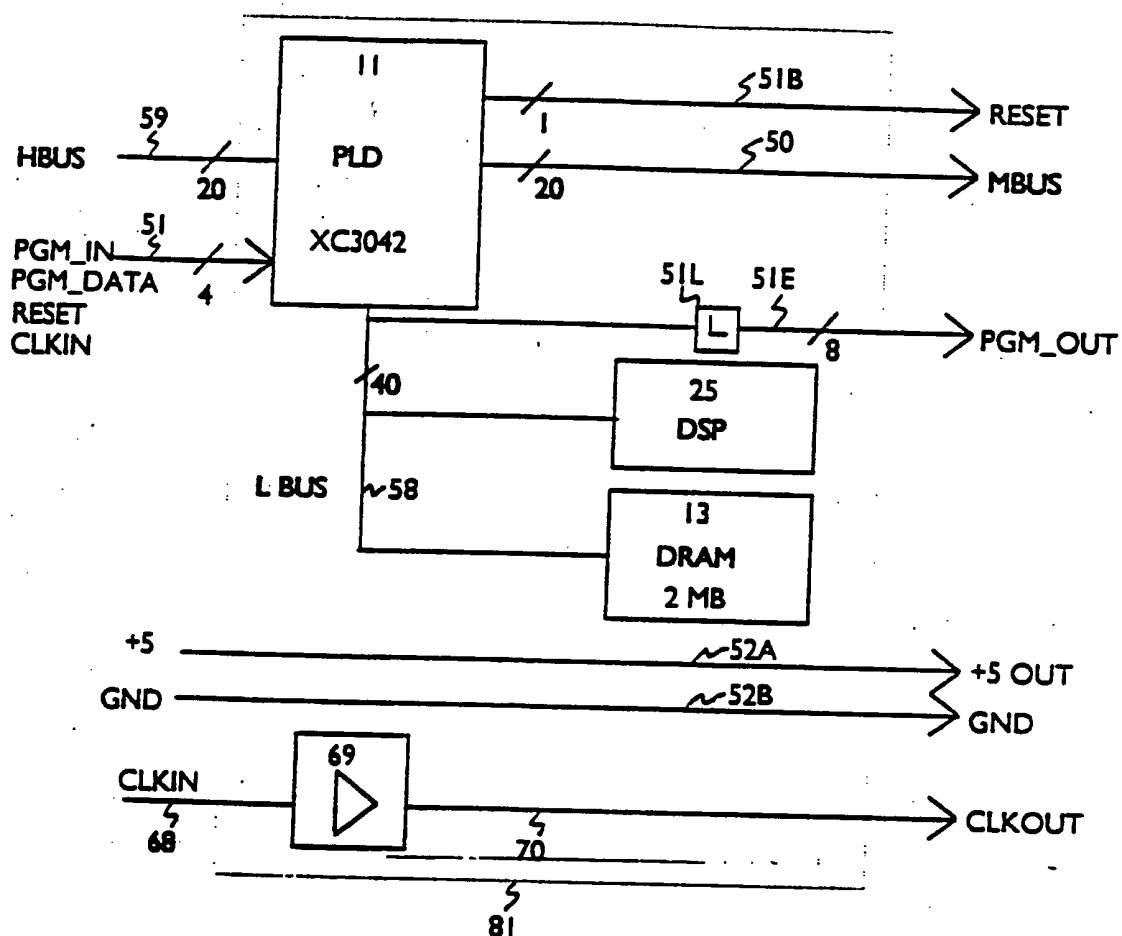 11
51B
1
RESET
59
HBUS
20
PLD
50
20
MBUS
51
PGM_IN
PGM_DATA
RESET
CLKIN
4
XC3042
51L
51E
L
8
PGM_OUT
40
25
DSP
L BUS
58
13
DRAM
2 MB
+5
52A
+5 OUT
GND
52B
GND
69
CLKIN
68
70
CLKOUT
81